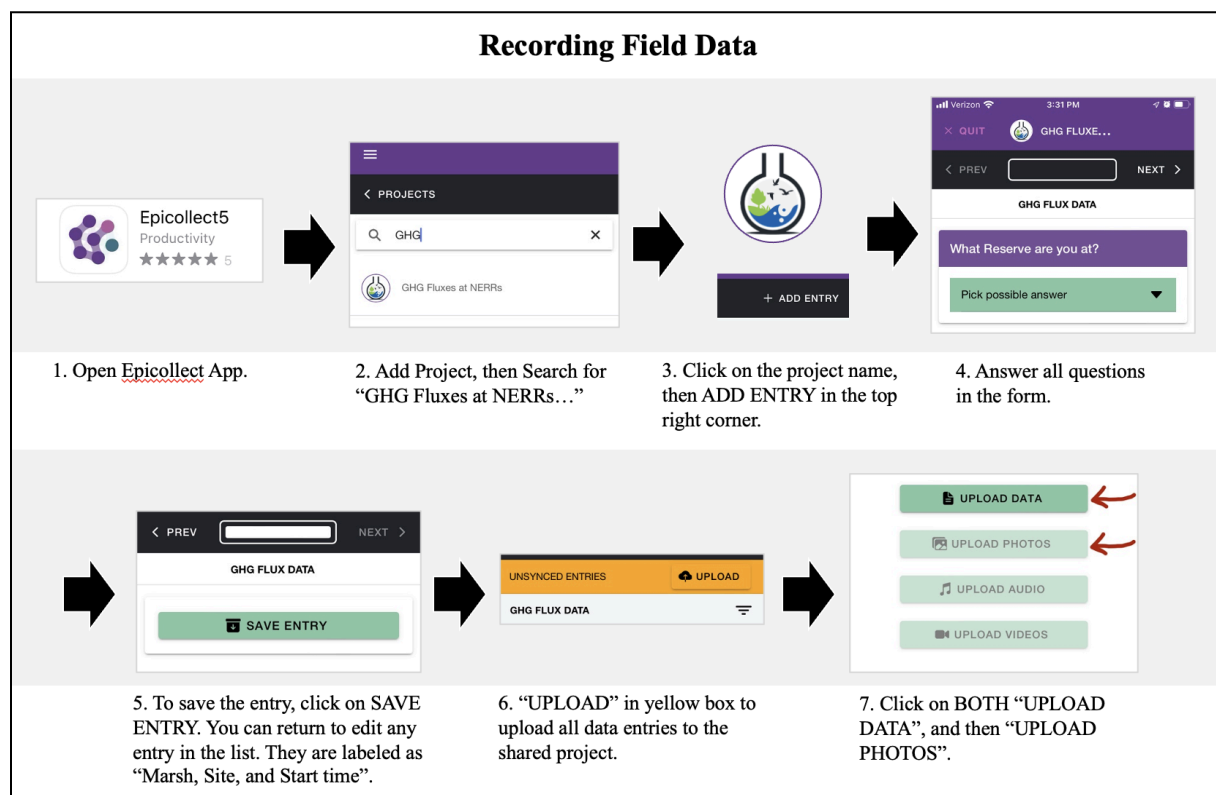 Recording Field Data
Epicollect5
Productivity
★★★★★ 5
< PROJECTS
GHG
GHG Fluxes at NERRs
+ ADD ENTRY
Verizon 3:31 PM
× QUIT GHG FLUXE...
< PREV NEXT >
GHG FLUX DATA
What Reserve are you at?
Pick possible answer
1. Open Epicollect App.
2. Add Project, then Search for
“GHG Fluxes at NERRs…”
3. Click on the project name,
then ADD ENTRY in the top
right corner.
4. Answer all questions
in the form.
< PREV NEXT >
GHG FLUX DATA
SAVE ENTRY
UNSYNCED ENTRIES UPLOAD
GHG FLUX DATA
UPLOAD DATA
UPLOAD PHOTOS
UPLOAD AUDIO
UPLOAD VIDEOS
5. To save the entry, click on SAVE
ENTRY. You can return to edit any
entry in the list. They are labeled as
“Marsh, Site, and Start time”.
6. “UPLOAD” in yellow box to
upload all data entries to the
shared project.
7. Click on BOTH “UPLOAD
DATA”, and then “UPLOAD
PHOTOS”.